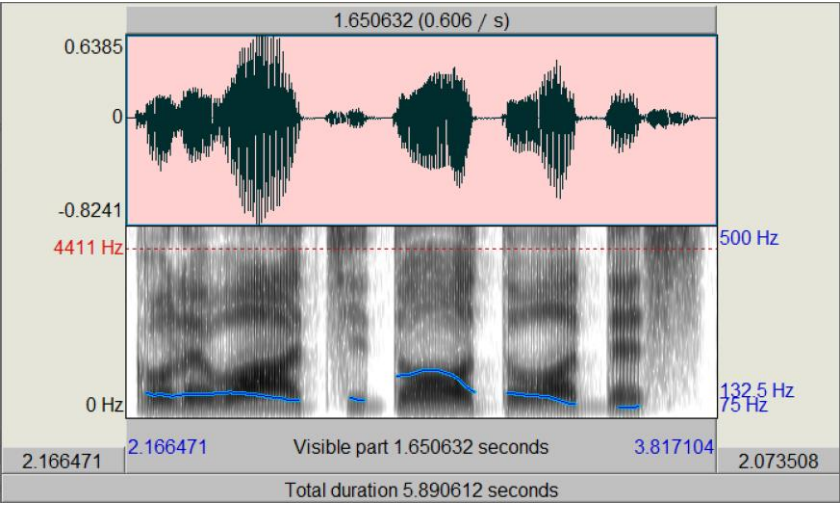 1.650632 (0.606 / s)
0.6385
0
-0.8241
4411 Hz
500 Hz
132.5 Hz
0 Hz
75 Hz
2.166471
Visible part 1.650632 seconds
3.817104
2.166471
2.073508
Total duration 5.890612 seconds